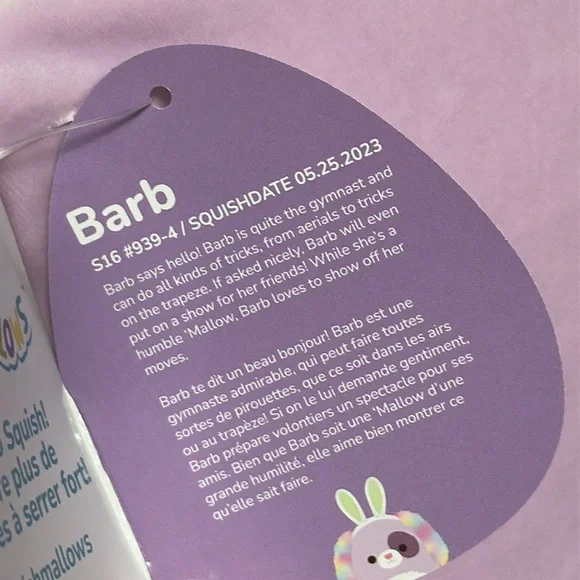 Barb
S16 #939-4 / SQUISHDATE 05.25.2023
Barb says hello! Barb is quite the gymnast and
can do all kinds of tricks, from aerials to tricks
on the trapeze. If asked nicely, Barb will even
put on a show for her friends! While she's a
humble 'Mallow, Barb loves to show off her
moves.
Barb te dit un beau bonjour! Barb est une
gymnaste admirable, qui peut faire toutes
sortes de pirouettes, que ce soit dans les airs
ou au trapèze! Si on le lui demande gentiment,
Barb prépare volontiers un spectacle pour ses
amis. Bien que Barb soit une 'Mallow d'une
grande humilité, elle aime bien montrer ce
qu'elle sait faire.
Squish!
plus de
à serrer fort!